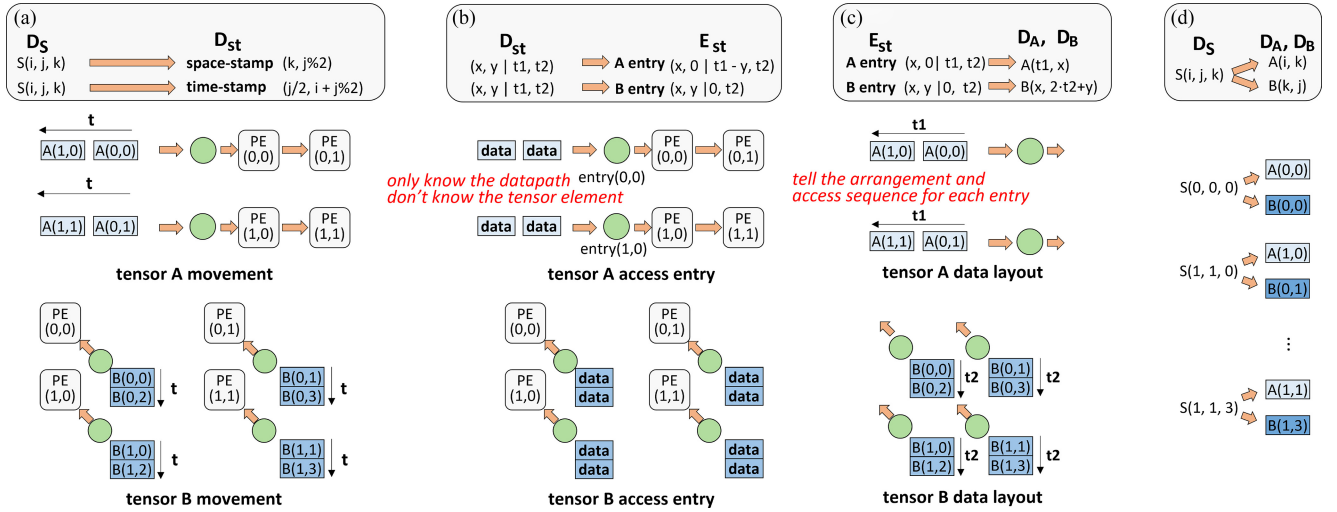 (a)
D_S D_st
S(i, j, k) space-stamp (k, j%2)
S(i, j, k) time-stamp (j/2, i + j%2)
t
A(1,0) A(0,0) PE (0,0) PE (0,1)
t
A(1,1) A(0,1) PE (1,0) PE (1,1)
tensor A movement
PE (0,0) PE (0,1)
B(0,0) B(0,1)
B(0,2) t B(0,3) t
PE (1,0) PE (1,1)
B(1,0) B(1,1)
B(1,2) t B(1,3) t
tensor B movement
(b)
D_st E_st
(x, y | t1, t2) A entry (x, 0 | t1 - y, t2)
(x, y | t1, t2) B entry (x, y |0, t2)
data data PE (0,0) PE (0,1)
entry(0,0)
only know the datapath
don't know the tensor element
data data PE (1,0) PE (1,1)
entry(1,0)
tensor A access entry
PE (0,0) PE (0,1)
data data
data data
PE (1,0) PE (1,1)
data data
data data
tensor B access entry
(c)
E_st D_A, D_B
A entry (x, 0| t1, t2) A(t1, x)
B entry (x, y |0, t2) B(x, 2·t2+y)
t1
A(1,0) A(0,0)
tell the arrangement and
access sequence for each entry
t1
A(1,1) A(0,1)
tensor A data layout
B(0,0) B(0,1)
B(0,2) t2 B(0,3) t2
B(1,0) B(1,1)
B(1,2) t2 B(1,3) t2
tensor B data layout
(d)
D_S D_A, D_B
S(i, j, k) A(i, k)
B(k, j)
A(0,0)
S(0, 0, 0)
B(0,0)
A(1,0)
S(1, 1, 0)
B(0,1)
⋮
A(1,1)
S(1, 1, 3)
B(1,3)